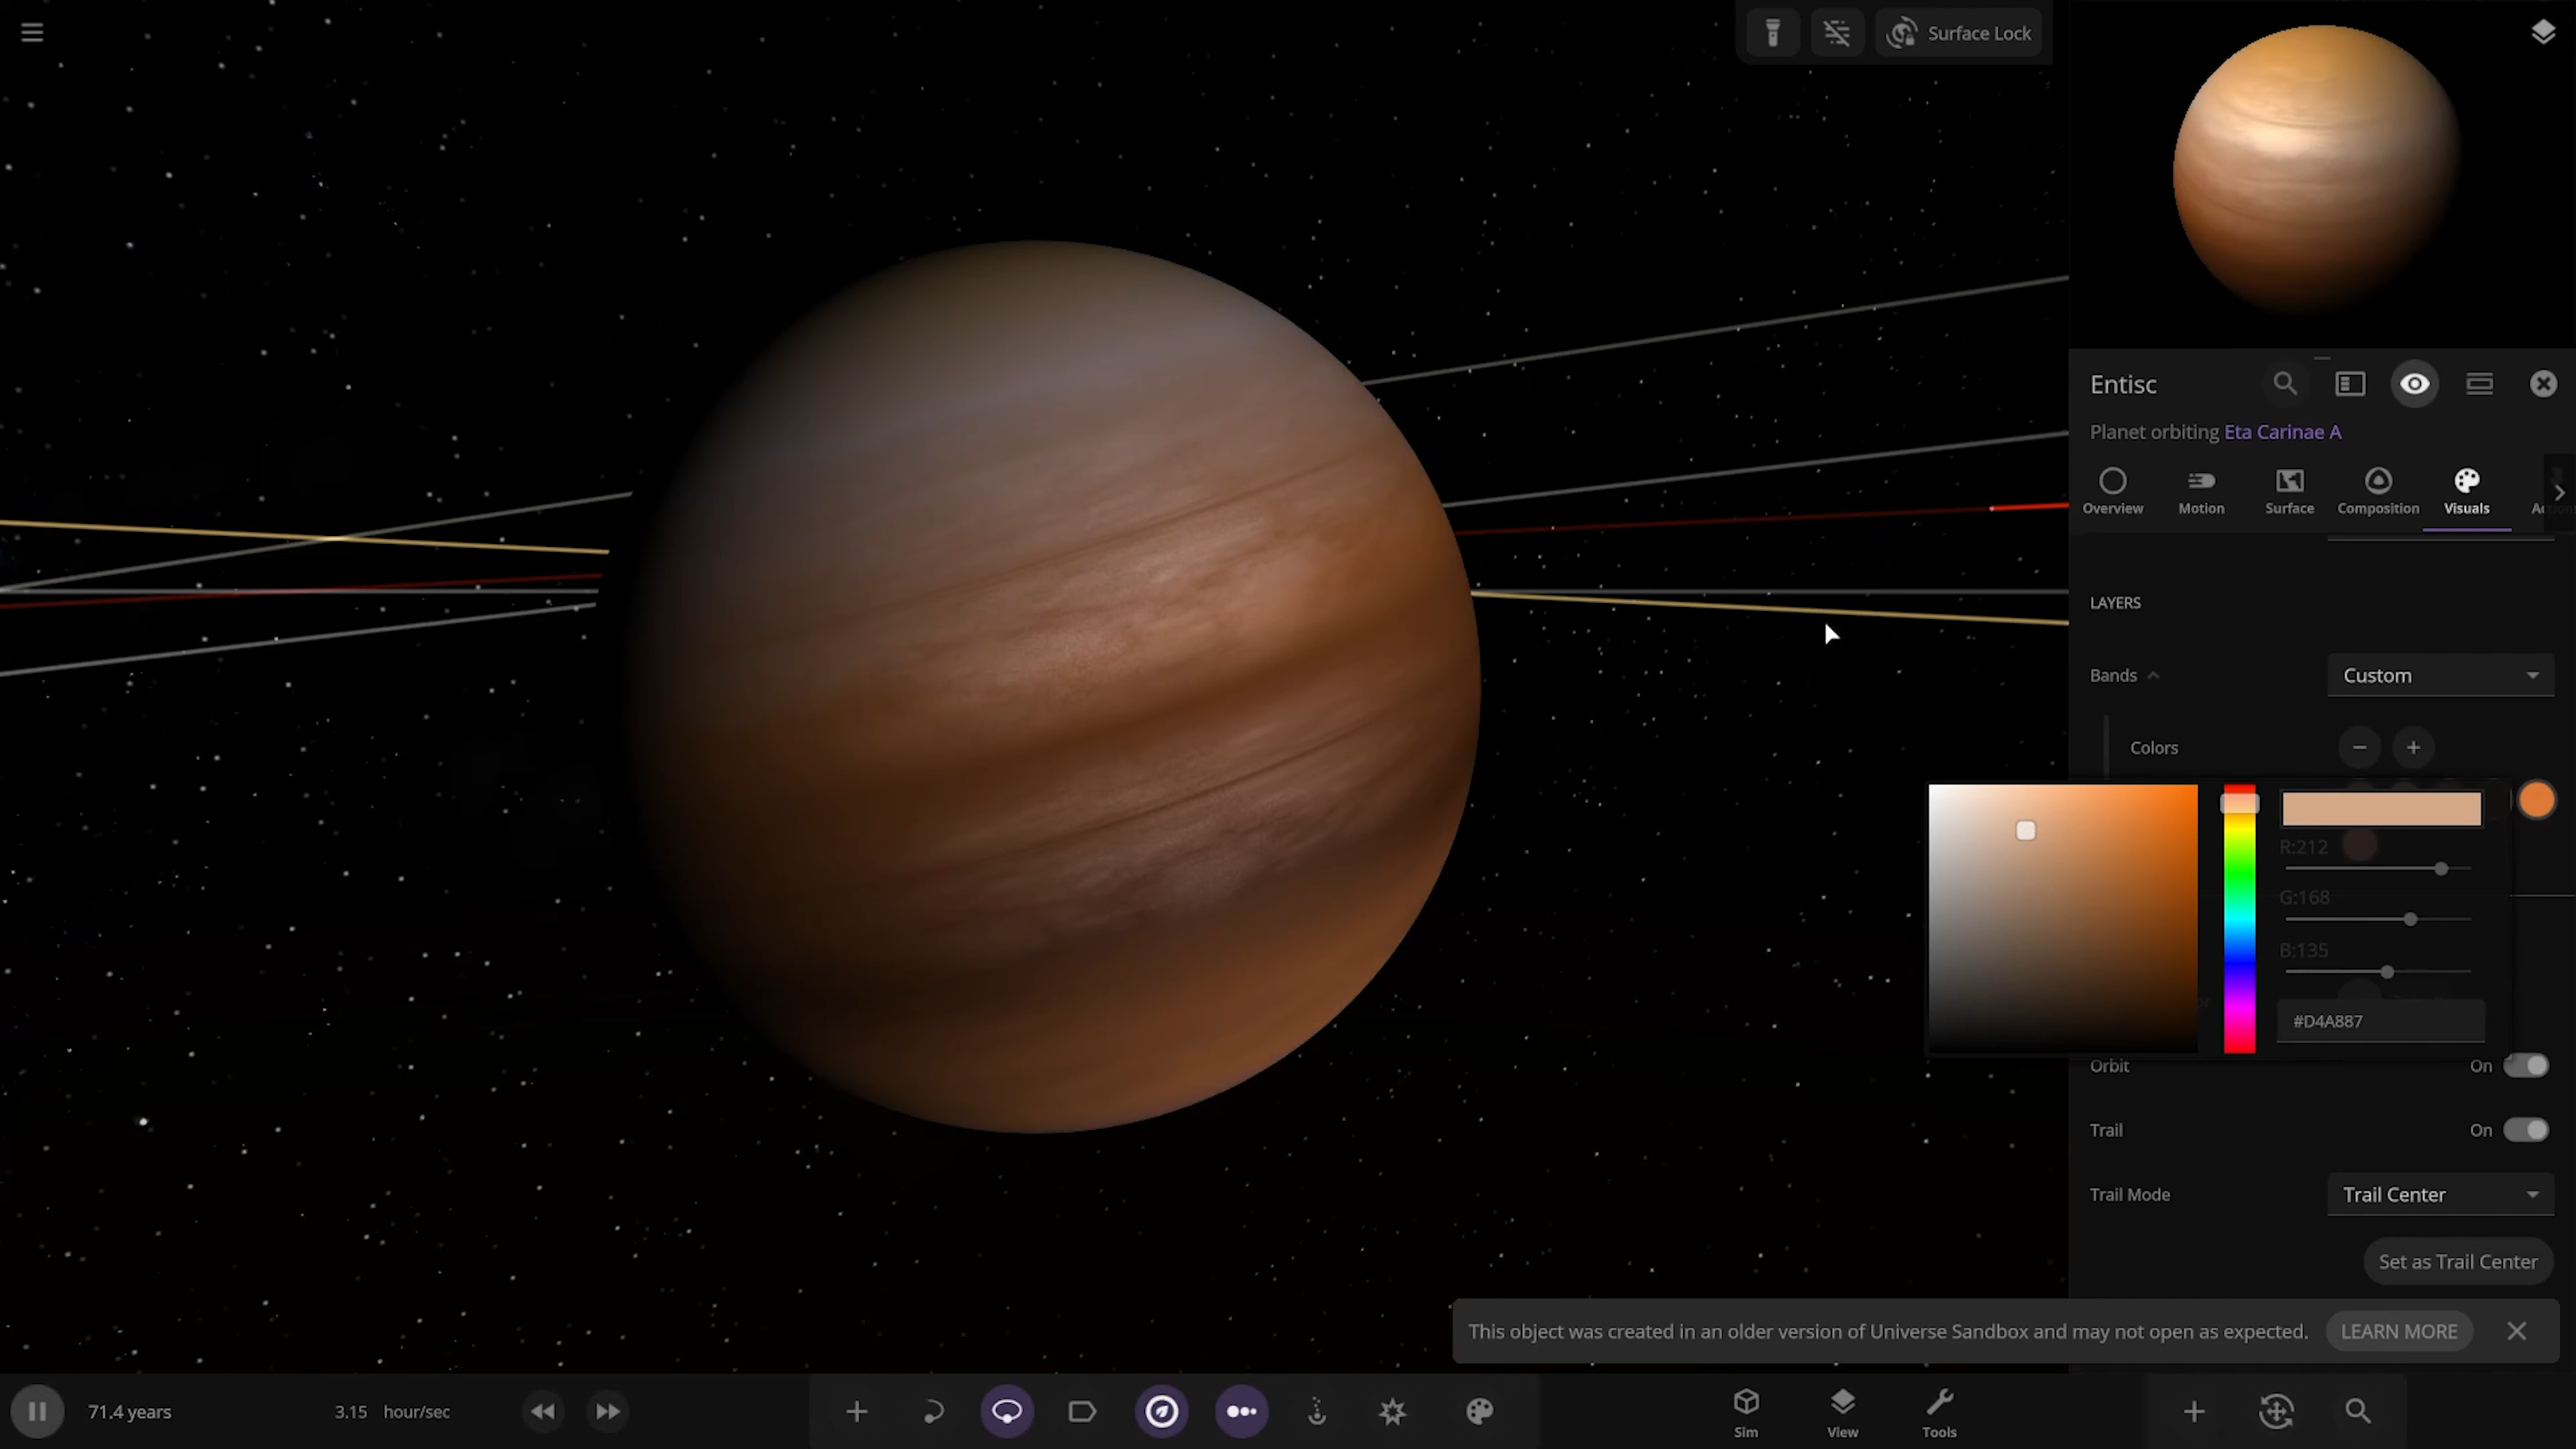 Surface Lock
Entisc
Planet orbiting Eta Carinae A
Overview
Motion
Surface
Composition
Visuals
LAYERS
Bands
Custom
Colors
R:212
G:168
B:135
#D4A887
Orbit
On
Trail
On
Trail Mode
Trail Center
Set as Trail Center
This object was created in an older version of Universe Sandbox and may not open as expected.
LEARN MORE
71.4 years
3.15 hour/sec
Sim
View
Tools